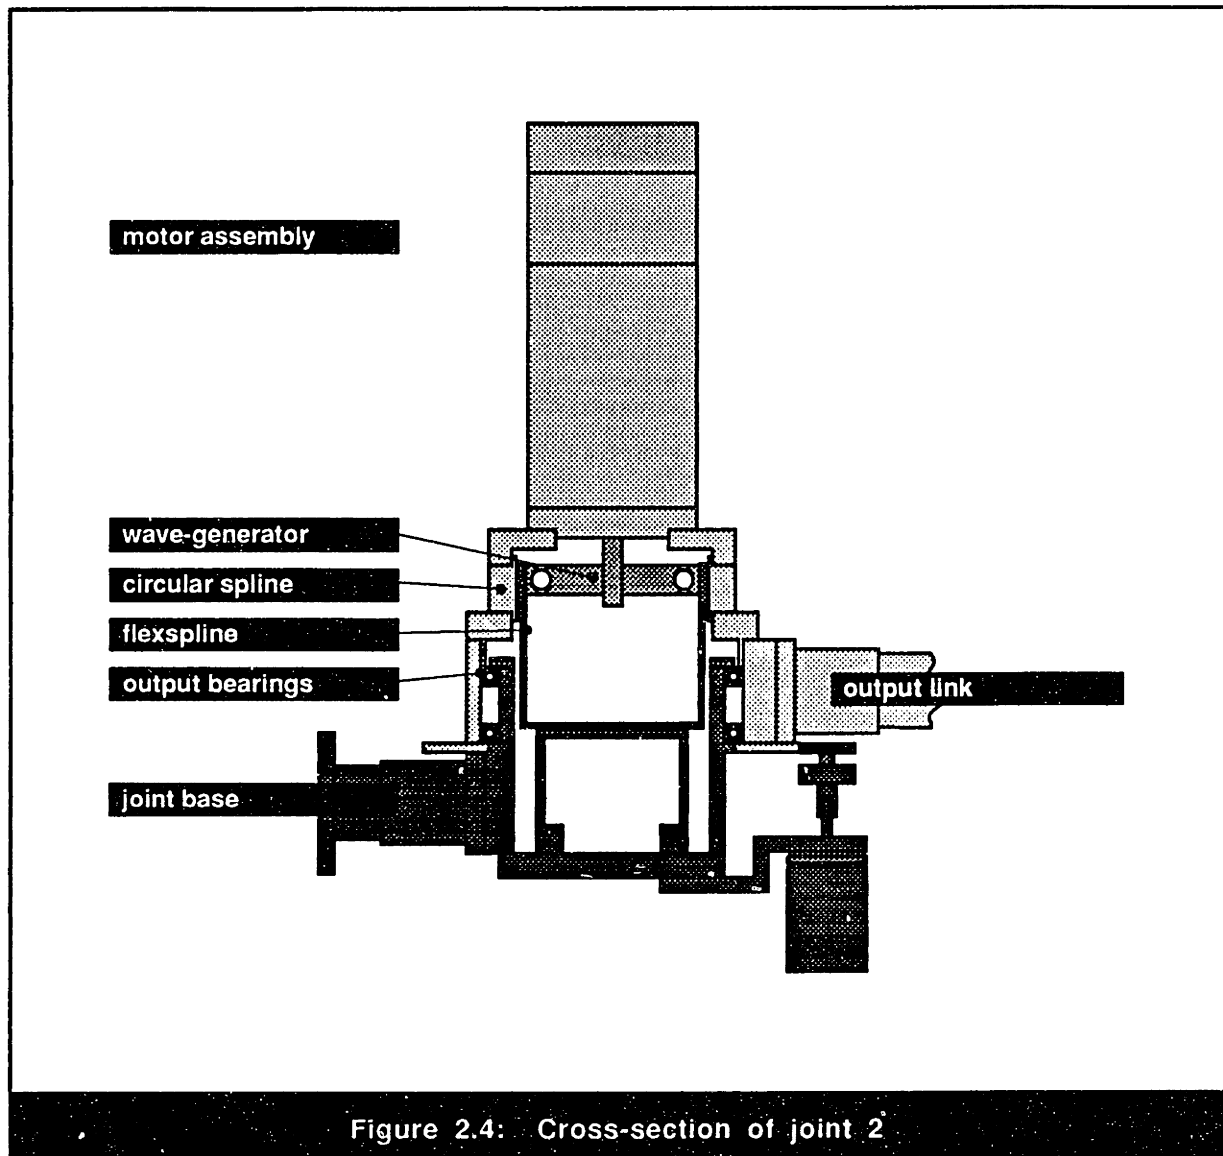 motor assembly
wave-generator
circular spline
flexspline
output bearings
output link
joint base
Figure 2.4: Cross-section of joint 2